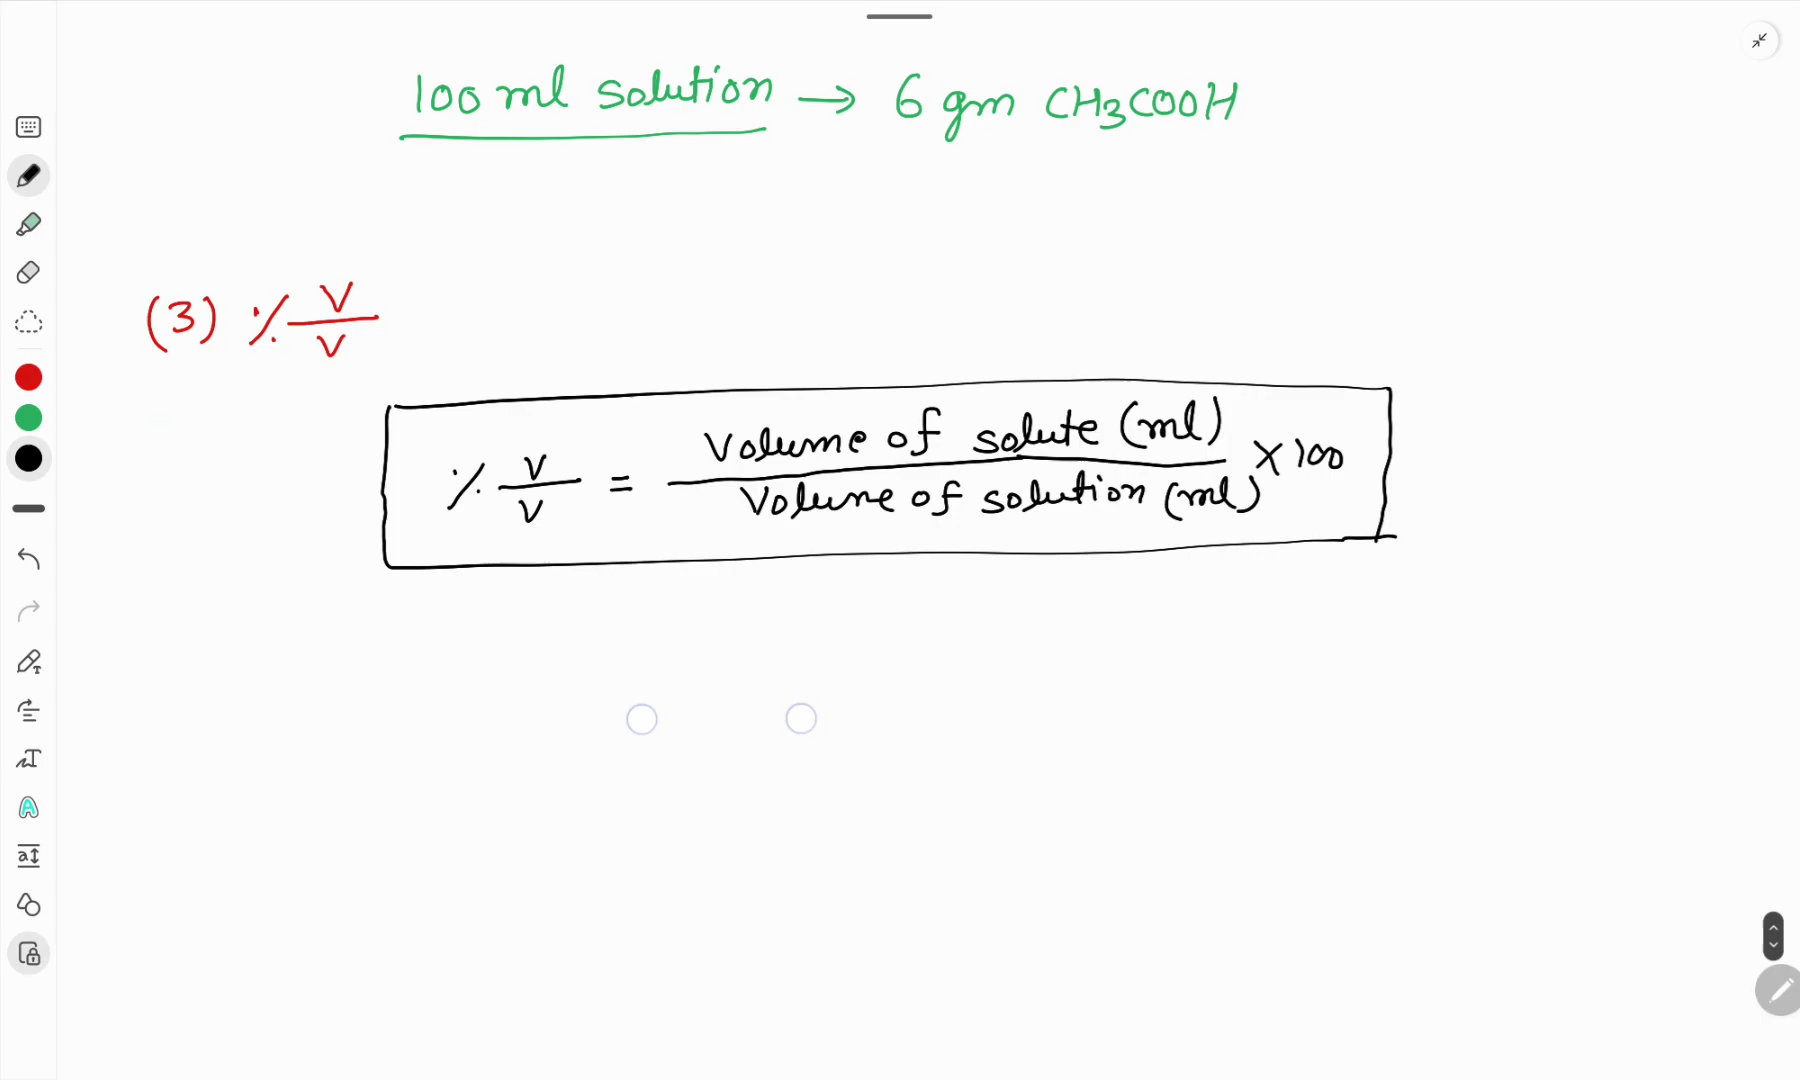 100 ml solution → 6 gm CH3COOH
(3) % V/V
% V/V = Volume of solute (ml) / Volume of solution (ml) × 100